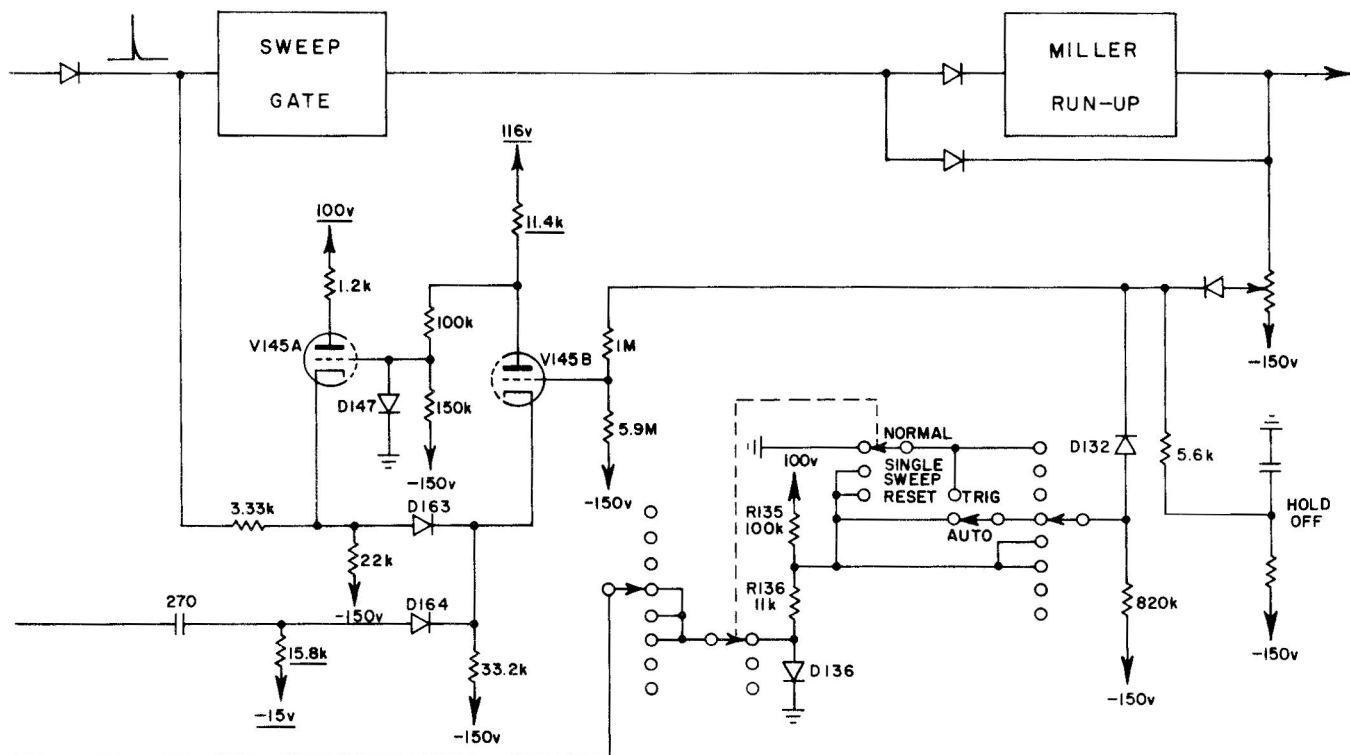 SWEEP
GATE
MILLER
RUN-UP
116v
11.4k
100v
1.2k
100k
V145A
V145B
1M
D147
150k
5.9M
-150v
-150v
-150v
NORMAL
SINGLE
SWEEP
RESET
TRIG
100v
D132
5.6k
HOLD
OFF
3.33k
D163
R135
100k
AUTO
22k
-150v
R136
11k
820k
270
D164
15.8k
33.2k
D136
-15v
-150v
-150v
-150v